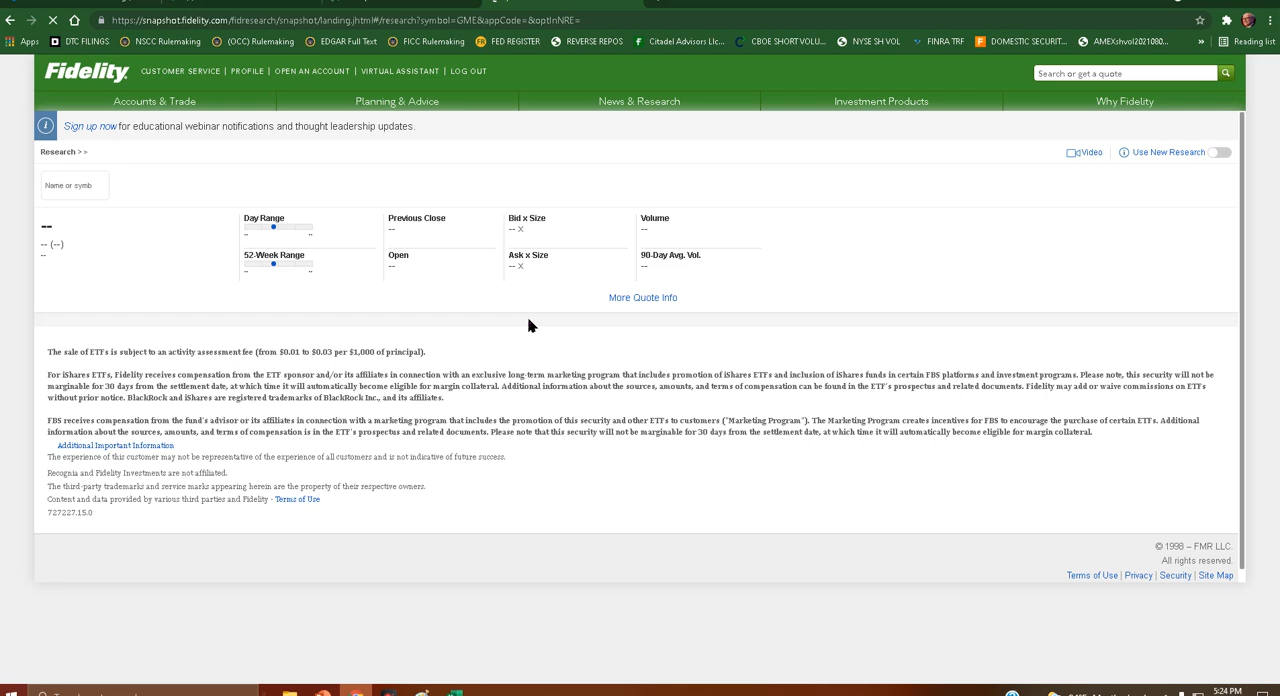 https://snapshot.fidelity.com/fidresearch/snapshot/landing.jhtml#/research?symbol=GME&appCode=&optInNRE=
Apps DTC FILINGS NSCC Rulemaking (OCC) Rulemaking EDGAR Full Text FICC Rulemaking FED REGISTER REVERSE REPOS Citadel Advisors Llc... CBOE SHORT VOLU... NYSE SH VOL FINRA TRF DOMESTIC SECURIT... AMEXshvol2021080... » Reading list
Fidelity CUSTOMER SERVICE | PROFILE | OPEN AN ACCOUNT | VIRTUAL ASSISTANT | LOG OUT Search or get a quote
Accounts & Trade Planning & Advice News & Research Investment Products Why Fidelity
i Sign up now for educational webinar notifications and thought leadership updates.
Research > > Video Use New Research
Name or symb
Day Range Previous Close Bid x Size Volume
-- -- -- X --
-- (--) -- --
--
52-Week Range Open Ask x Size 90-Day Avg. Vol.
-- -- X --
-- --
More Quote Info
The sale of ETFs is subject to an activity assessment fee (from $0.01 to $0.03 per $1,000 of principal).
For iShares ETFs, Fidelity receives compensation from the ETF sponsor and/or its affiliates in connection with an exclusive long-term marketing program that includes promotion of iShares ETFs and inclusion of iShares funds in certain FBS platforms and investment programs. Please note, this security will not be
marginable for 30 days from the settlement date, at which time it will automatically become eligible for margin collateral. Additional information about the sources, amounts, and terms of compensation can be found in the ETF's prospectus and related documents. Fidelity may add or waive commissions on ETFs
without prior notice. BlackRock and iShares are registered trademarks of BlackRock Inc., and its affiliates.
FBS receives compensation from the fund's advisor or its affiliates in connection with a marketing program that includes the promotion of this security and other ETFs to customers ("Marketing Program"). The Marketing Program creates incentives for FBS to encourage the purchase of certain ETFs. Additional
information about the sources, amounts, and terms of compensation is in the ETF's prospectus and related documents. Please note that this security will not be marginable for 30 days from the settlement date, at which time it will automatically become eligible for margin collateral.
Additional Important Information
The experience of this customer may not be representative of the experience of all customers and is not indicative of future success.
Recognia and Fidelity Investments are not affiliated.
The third-party trademarks and service marks appearing herein are the property of their respective owners.
Content and data provided by various third parties and Fidelity - Terms of Use
727227.15.0
© 1998 – FMR LLC.
All rights reserved.
Terms of Use | Privacy | Security | Site Map
5:24 PM